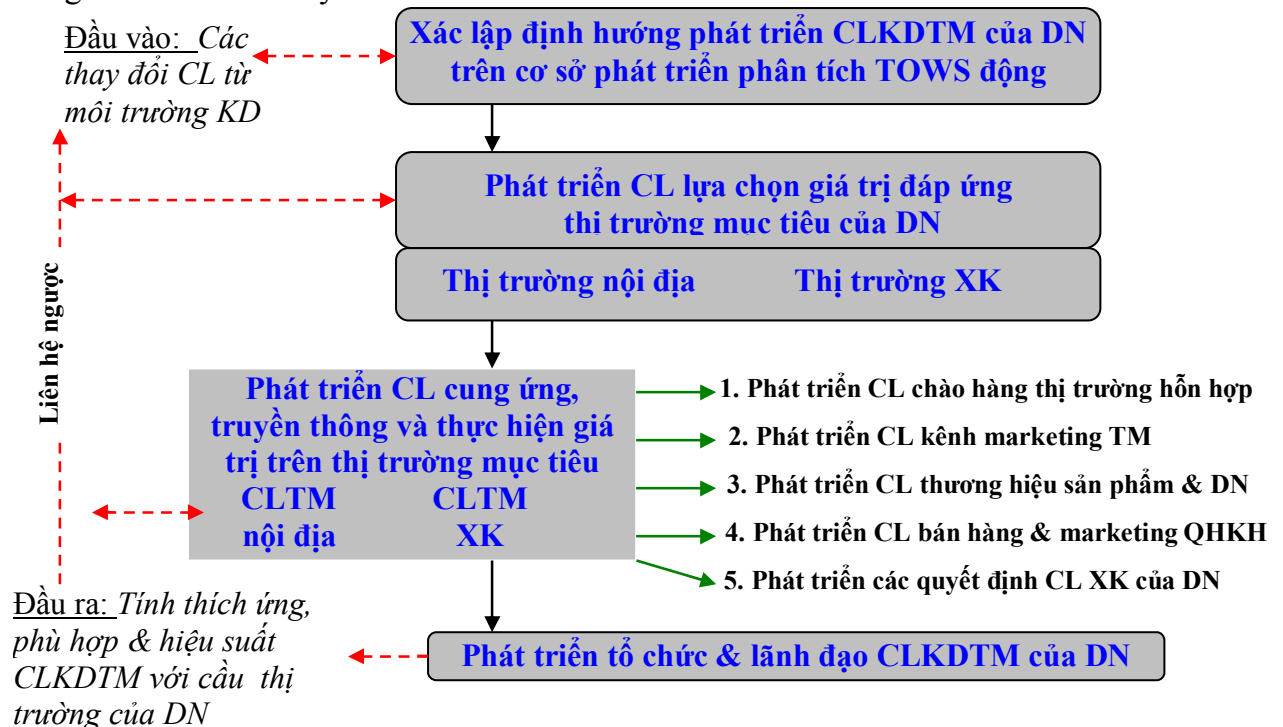 Đầu vào: Các
thay đổi CL từ
môi trường KD
Xác lập định hướng phát triển CLKDTM của DN
trên cơ sở phát triển phân tích TOWS động
Phát triển CL lựa chọn giá trị đáp ứng
thị trường mục tiêu của DN
Thị trường nội địa Thị trường XK
Liên hệ ngược
Phát triển CL cung ứng,
truyền thông và thực hiện giá
trị trên thị trường mục tiêu
CLTM CLTM
nội địa XK
1. Phát triển CL chào hàng thị trường hỗn hợp
2. Phát triển CL kênh marketing TM
3. Phát triển CL thương hiệu sản phẩm & DN
4. Phát triển CL bán hàng & marketing QHKH
5. Phát triển các quyết định CL XK của DN
Đầu ra: Tính thích ứng,
phù hợp & hiệu suất
CLKDTM với cầu thị
trường của DN
Phát triển tổ chức & lãnh đạo CLKDTM của DN